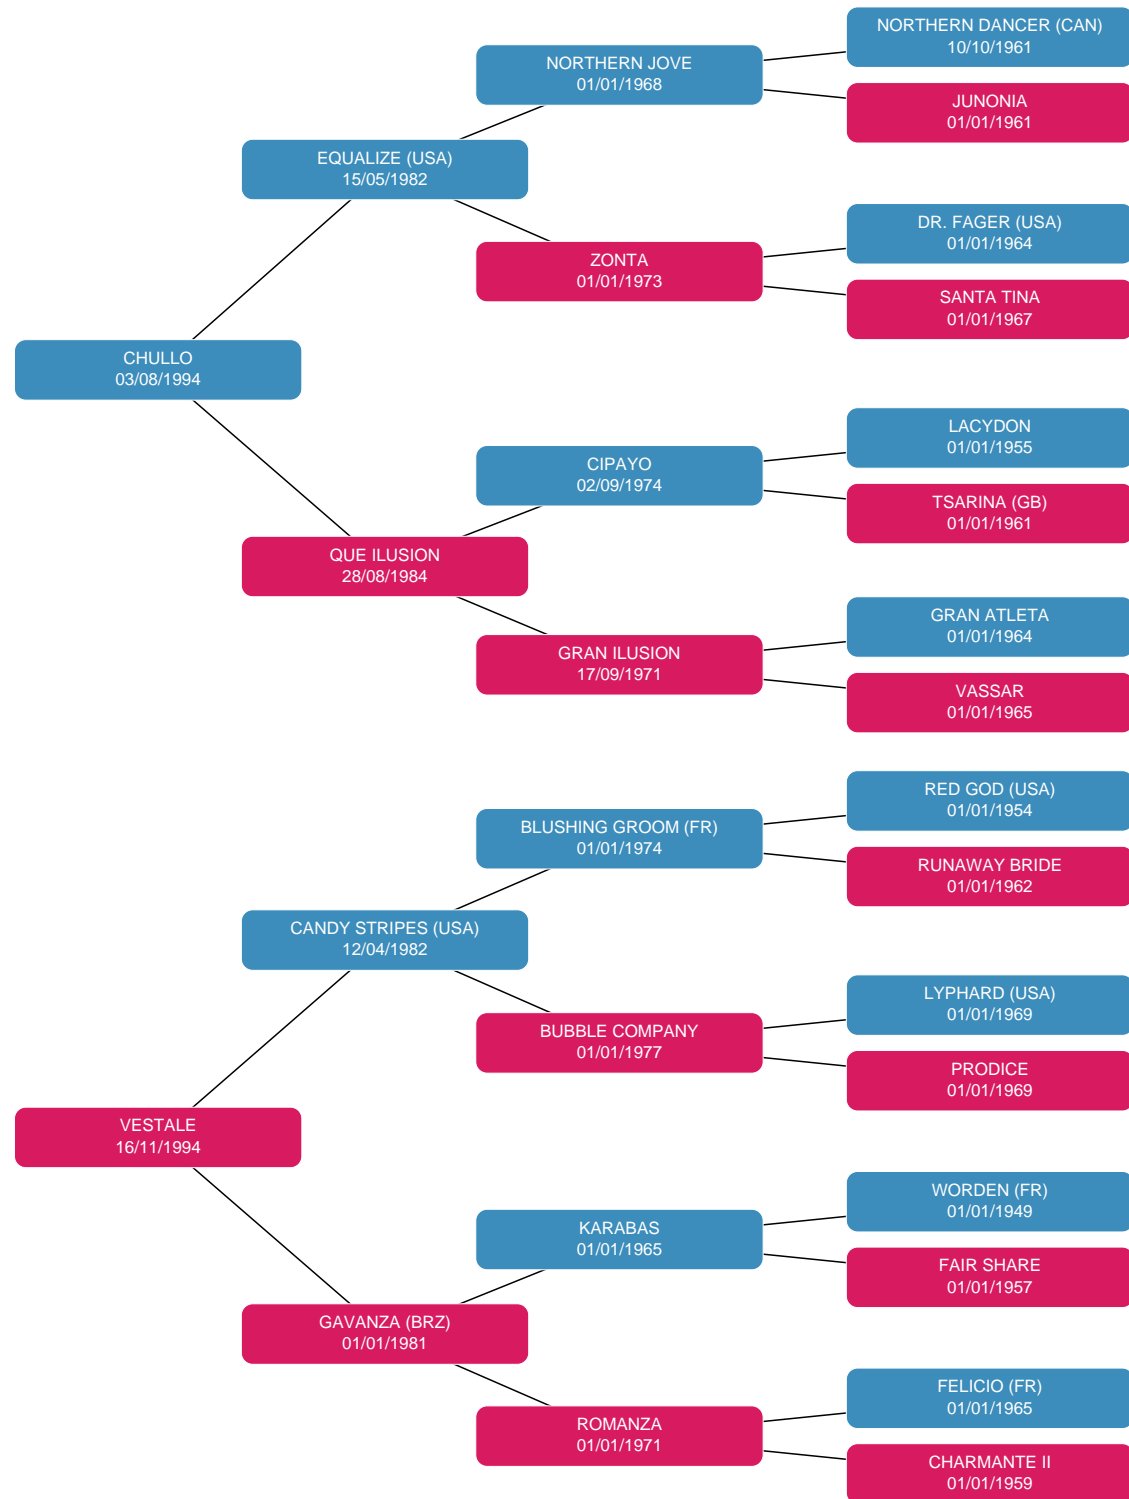 NORTHERN DANCER (CAN)
10/10/1961
NORTHERN JOVE
01/01/1968
JUNONIA
01/01/1961
EQUALIZE (USA)
15/05/1982
DR. FAGER (USA)
01/01/1964
ZONTA
01/01/1973
SANTA TINA
01/01/1967
CHULLO
03/08/1994
LACYDON
01/01/1955
CIPAYO
02/09/1974
TSARINA (GB)
01/01/1961
QUE ILUSION
28/08/1984
GRAN ATLETA
01/01/1964
GRAN ILUSION
17/09/1971
VASSAR
01/01/1965
RED GOD (USA)
01/01/1954
BLUSHING GROOM (FR)
01/01/1974
RUNAWAY BRIDE
01/01/1962
CANDY STRIPES (USA)
12/04/1982
LYPHARD (USA)
01/01/1969
BUBBLE COMPANY
01/01/1977
PRODICE
01/01/1969
VESTALE
16/11/1994
WORDEN (FR)
01/01/1949
KARABAS
01/01/1965
FAIR SHARE
01/01/1957
GAVANZA (BRZ)
01/01/1981
FELICIO (FR)
01/01/1965
ROMANZA
01/01/1971
CHARMANTE II
01/01/1959